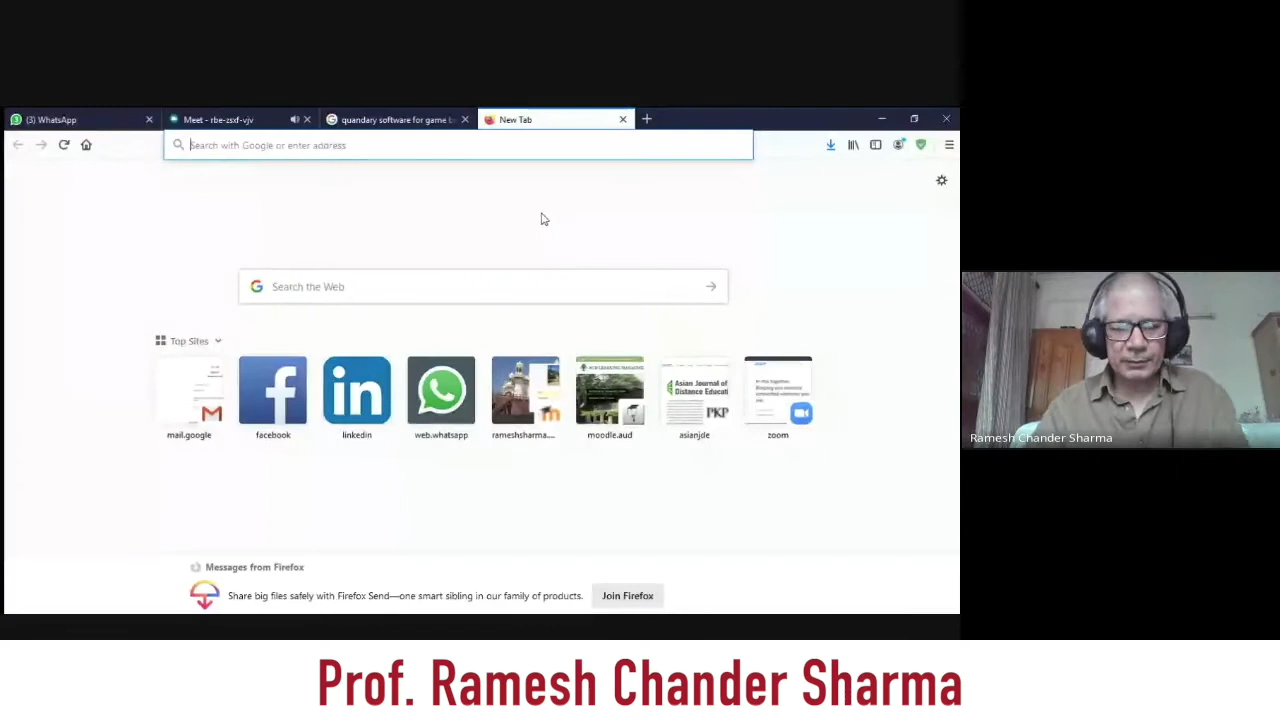 (3) WhatsApp
Meet - rbe-zsxf-vjv
quandary software for game b
New Tab
Search with Google or enter address
Search the Web
Top Sites
Asian Journal of
Distance Educati
PKP
mail.google
facebook
linkedin
web.whatsapp
rameshsharma....
moodle.aud
asianjde
zoom
Messages from Firefox
Share big files safely with Firefox Send—one smart sibling in our family of products.
Join Firefox
Ramesh Chander Sharma
Prof. Ramesh Chander Sharma